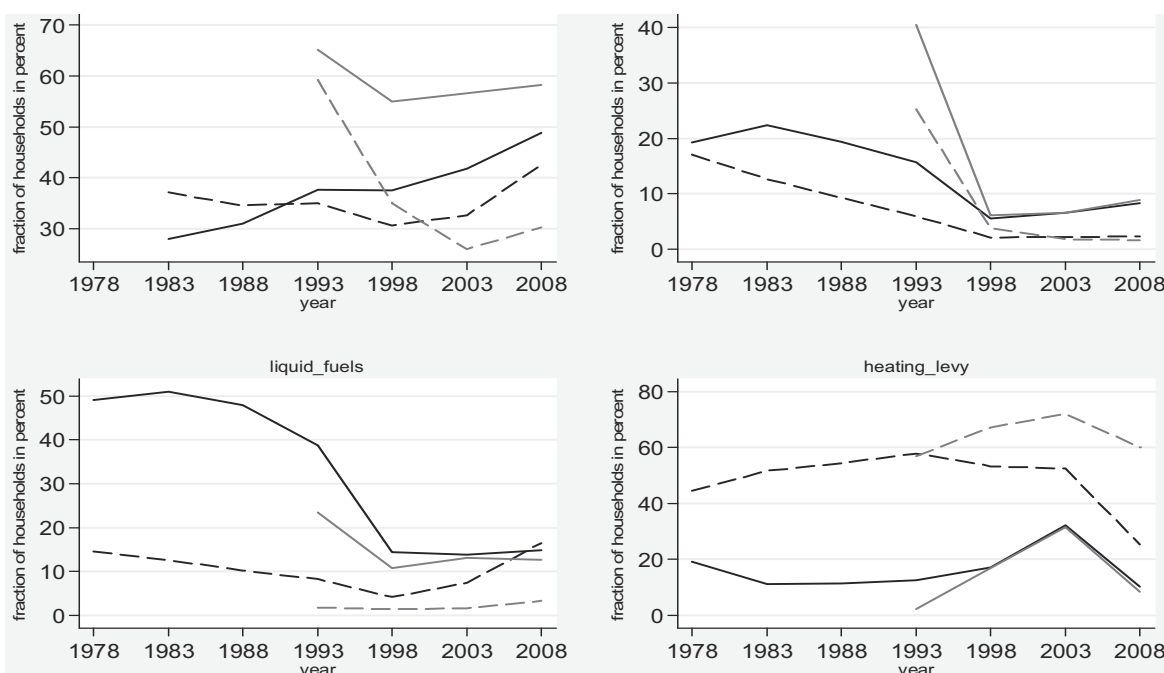 fraction of households in percent
70
60
50
40
30
1978 1983 1988 1993 1998 2003 2008
year
fraction of households in percent
40
30
20
10
0
1978 1983 1988 1993 1998 2003 2008
year
liquid_fuels
fraction of households in percent
50
40
30
20
10
0
1978 1983 1988 1993 1998 2003 2008
year
heating_levy
fraction of households in percent
80
60
40
20
0
1978 1983 1988 1993 1998 2003 2008
year